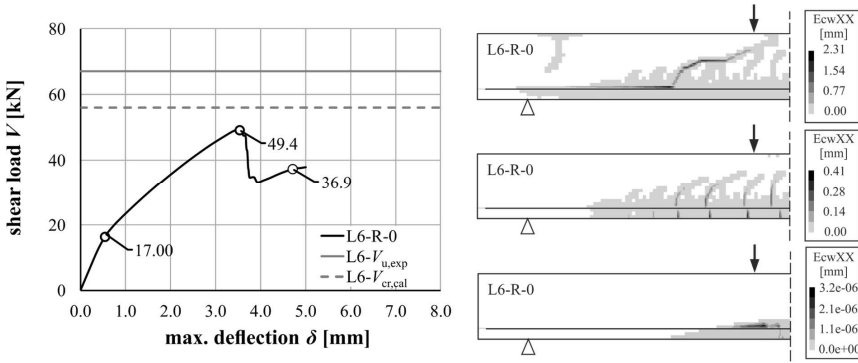 shear load V [kN]
80
60
40
20
0
0.0 1.0 2.0 3.0 4.0 5.0 6.0 7.0 8.0
max. deflection δ [mm]
49.4
36.9
17.00
L6-R-0
L6-Vu,exp
L6-Vcr,cal
L6-R-0
EcwXX
[mm]
2.31
1.54
0.77
0.00
L6-R-0
EcwXX
[mm]
0.41
0.28
0.14
0.00
L6-R-0
EcwXX
[mm]
3.2e-06
2.1e-06
1.1e-06
0.0e+00